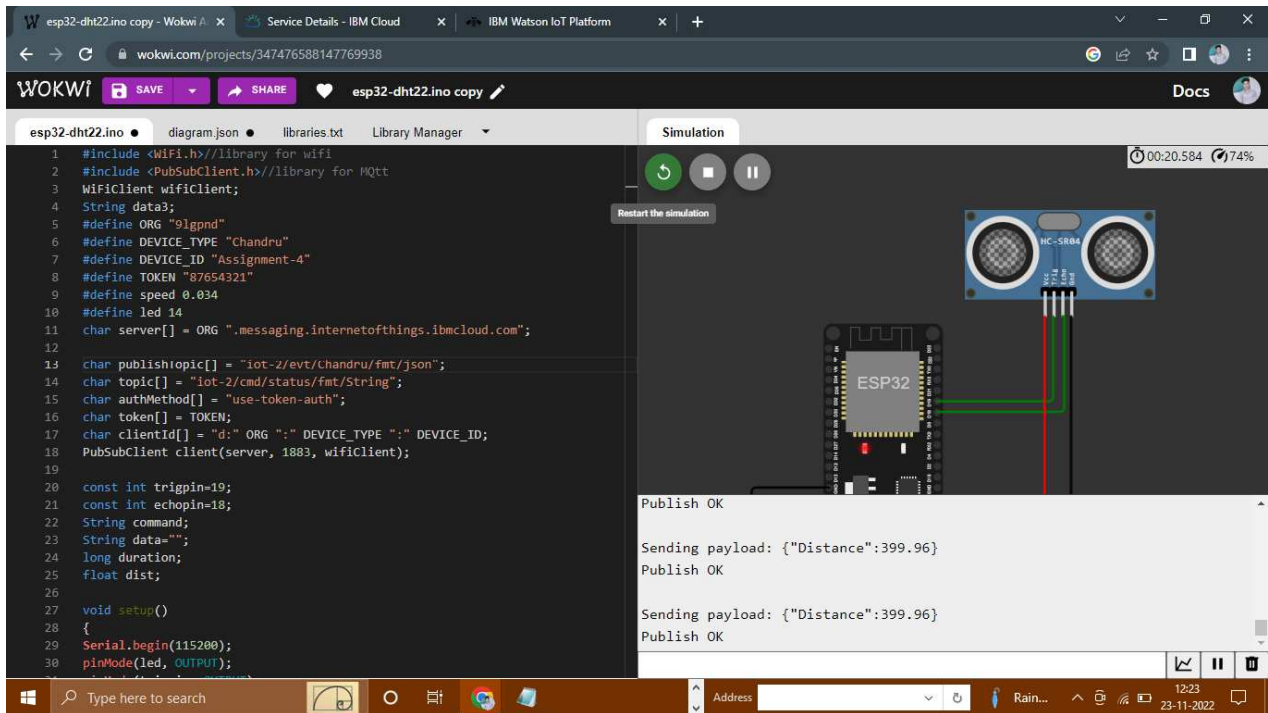 esp32-dht22.ino copy - Wokwi A
Service Details - IBM Cloud
IBM Watson IoT Platform
wokwi.com/projects/347476588147769938
WOKWI
SAVE
SHARE
esp32-dht22.ino copy
Docs
esp32-dht22.ino
diagram.json
libraries.txt
Library Manager
Simulation
1 #include <WiFi.h>//library for wifi
2 #include <PubSubClient.h>//library for MQtt
3 WiFiClient wifiClient;
4 String data3;
5 #define ORG "9lgpnd"
6 #define DEVICE_TYPE "Chandru"
7 #define DEVICE_ID "Assignment-4"
8 #define TOKEN "87654321"
9 #define speed 0.034
10 #define led 14
11 char server[] = ORG ".messaging.internetofthings.ibmcloud.com";
12
13 char publishTopic[] = "iot-2/evt/Chandru/fmt/json";
14 char topic[] = "iot-2/cmd/status/fmt/String";
15 char authMethod[] = "use-token-auth";
16 char token[] = TOKEN;
17 char clientId[] = "d:" ORG ":" DEVICE_TYPE ":" DEVICE_ID;
18 PubSubClient client(server, 1883, wifiClient);
19
20 const int trigpin=19;
21 const int echopin=18;
22 String command;
23 String data="";
24 long duration;
25 float dist;
26
27 void setup()
28 {
29 Serial.begin(115200);
30 pinMode(led, OUTPUT);
00:20.584 74%
Restart the simulation
HC-SR04
Vcc
Trig
Echo
Gnd
ESP32
Publish OK
Sending payload: {"Distance":399.96}
Publish OK
Sending payload: {"Distance":399.96}
Publish OK
Type here to search
Address
Rain...
12:23
23-11-2022